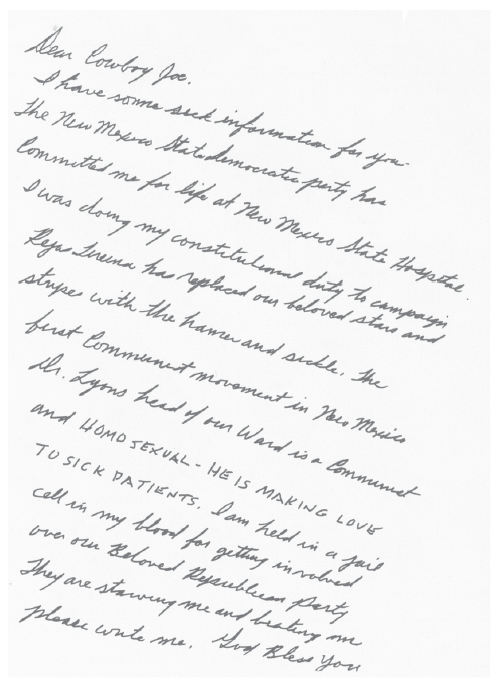 Dear Cowboy Joe.
I have some sick information for you.
The New Mexico State democratic party has
Committed me for life at New Mexico State Hospital.
I was doing my constitutional duty to campaign
Reyes has replaced our beloved stars and
stripes with the hamer and sickle. The
first Communist movement in New Mexico
Dr. Lyons head of our Ward is a Communist
and HOMOSEXUAL - HE IS MAKING LOVE
TO SICK PATIENTS. I am held in a jail
cell in my blood for getting involved
over our Beloved Republican Party
They are starving me and beating me
please write me. God Bless You